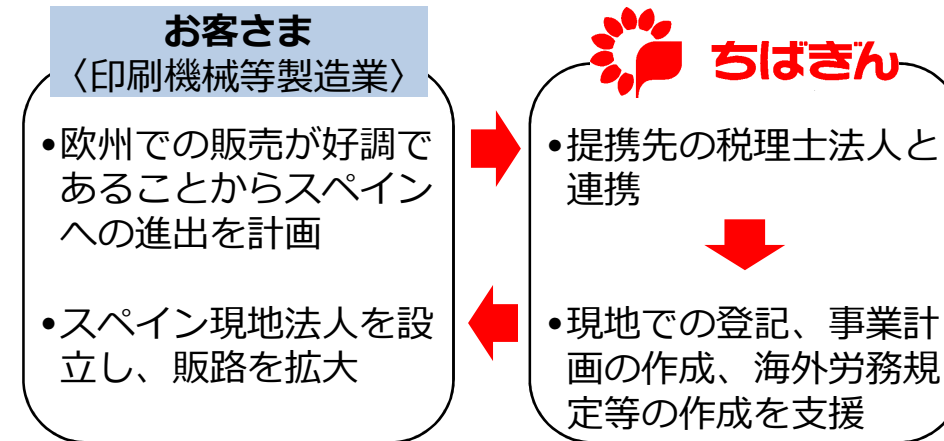 お客さま
〈印刷機械等製造業〉
•欧州での販売が好調で
あることからスペイン
への進出を計画
•スペイン現地法人を設
立し、販路を拡大
ちばぎん
•提携先の税理士法人と
連携
•現地での登記、事業計
画の作成、海外労務規
定等の作成を支援